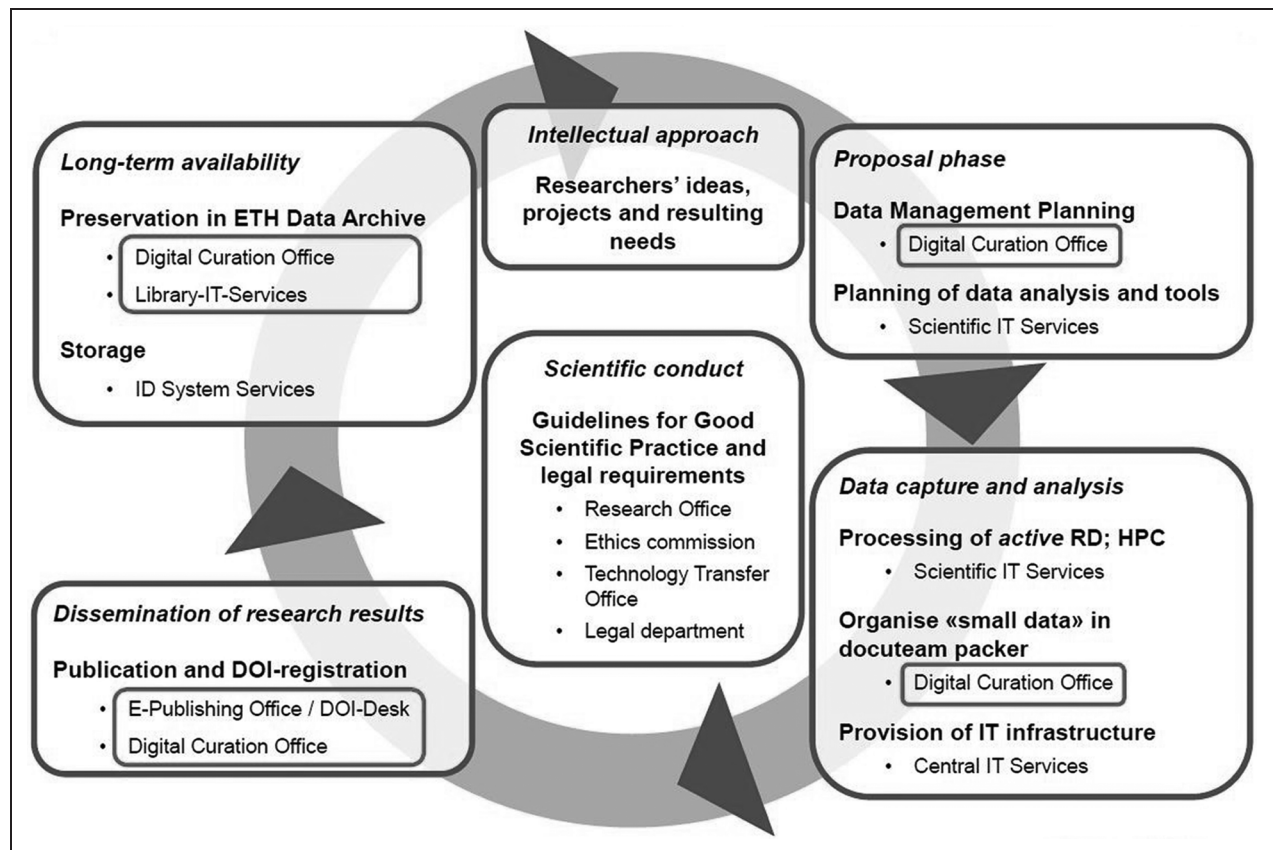 Intellectual approach
Researchers' ideas,
projects and resulting
needs
Proposal phase
Data Management Planning
• Digital Curation Office
Planning of data analysis and tools
• Scientific IT Services
Data capture and analysis
Processing of active RD; HPC
• Scientific IT Services
Organise «small data» in
docuteam packer
• Digital Curation Office
Provision of IT infrastructure
• Central IT Services
Dissemination of research results
Publication and DOI-registration
• E-Publishing Office / DOI-Desk
• Digital Curation Office
Long-term availability
Preservation in ETH Data Archive
• Digital Curation Office
• Library-IT-Services
Storage
• ID System Services
Scientific conduct
Guidelines for Good
Scientific Practice and
legal requirements
• Research Office
• Ethics commission
• Technology Transfer
Office
• Legal department